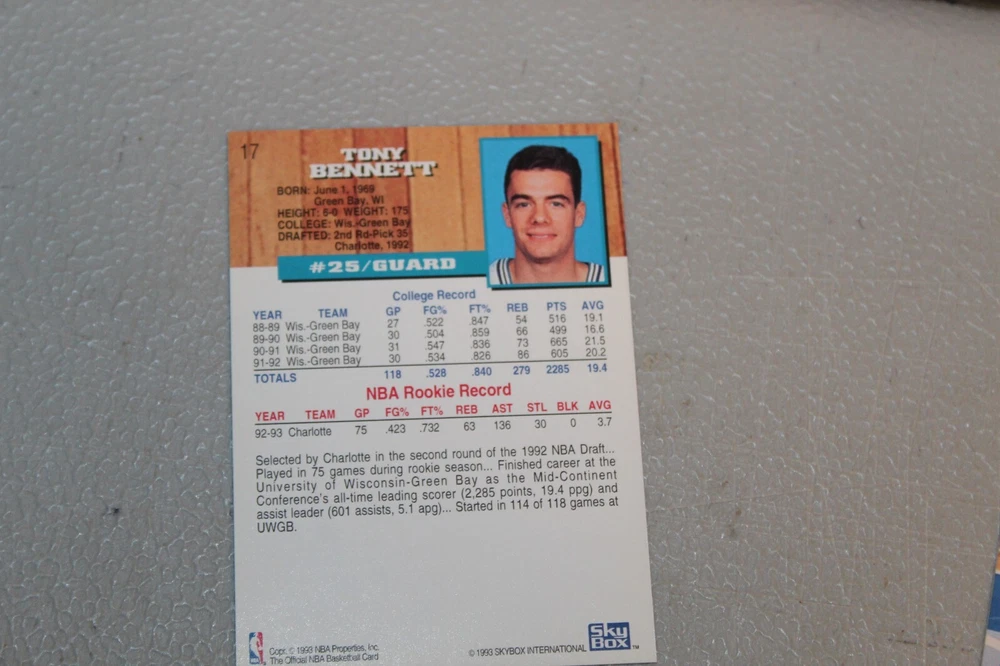 17
TONY
BENNETT
BORN: June 1, 1969
Green Bay, WI
HEIGHT: 6-0 WEIGHT: 175
COLLEGE: Wis.-Green Bay
DRAFTED: 2nd Rd-Pick 35
Charlotte, 1992
#25/GUARD
College Record
YEAR TEAM GP FG% FT% REB PTS AVG
88-89 Wis.-Green Bay 27 .522 .847 54 516 19.1
89-90 Wis.-Green Bay 30 .504 .859 66 499 16.6
90-91 Wis.-Green Bay 31 .547 .836 73 665 21.5
91-92 Wis.-Green Bay 30 .534 .826 86 605 20.2
TOTALS 118 .528 .840 279 2285 19.4
NBA Rookie Record
YEAR TEAM GP FG% FT% REB AST STL BLK AVG
92-93 Charlotte 75 .423 .732 63 136 30 0 3.7
Selected by Charlotte in the second round of the 1992 NBA Draft...
Played in 75 games during rookie season... Finished career at the
University of Wisconsin-Green Bay as the Mid-Continent
Conference's all-time leading scorer (2,285 points, 19.4 ppg) and
assist leader (601 assists, 5.1 apg)... Started in 114 of 118 games at
UWGB.
Copr. © 1993 NBA Properties, Inc.
The Official NBA Basketball Card
© 1993 SKYBOX INTERNATIONAL
Sky
Box™